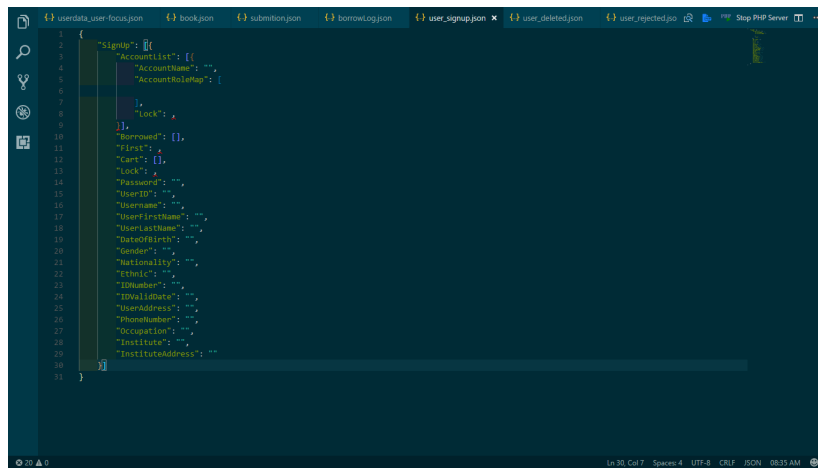 {..} userdata_user-focus.json {..} book.json {..} submition.json {..} borrowLog.json {..} user_signup.json × {..} user_deleted.json {..} user_rejected.jso Stop PHP Server
1 {
2 "SignUp": [{
3 "AccountList": [{
4 "AccountName": "",
5 "AccountRoleMap": [
6
7 ],
8 "Lock": ,
9 }],
10 "Borrowed": [],
11 "First": ,
12 "Cart": [],
13 "Lock": ,
14 "Password": "",
15 "UserID": "",
16 "Username": "",
17 "UserFirstName": "",
18 "UserLastName": "",
19 "DateOfBirth": "",
20 "Gender": "",
21 "Nationality": "",
22 "Ethnic": "",
23 "IDNumber": "",
24 "IDValidDate": "",
25 "UserAddress": "",
26 "PhoneNumber": "",
27 "Occupation": "",
28 "Institute": "",
29 "InstituteAddress": ""
30 }]
31 }
20 0 Ln 30, Col 7 Spaces: 4 UTF-8 CRLF JSON 08:35 AM